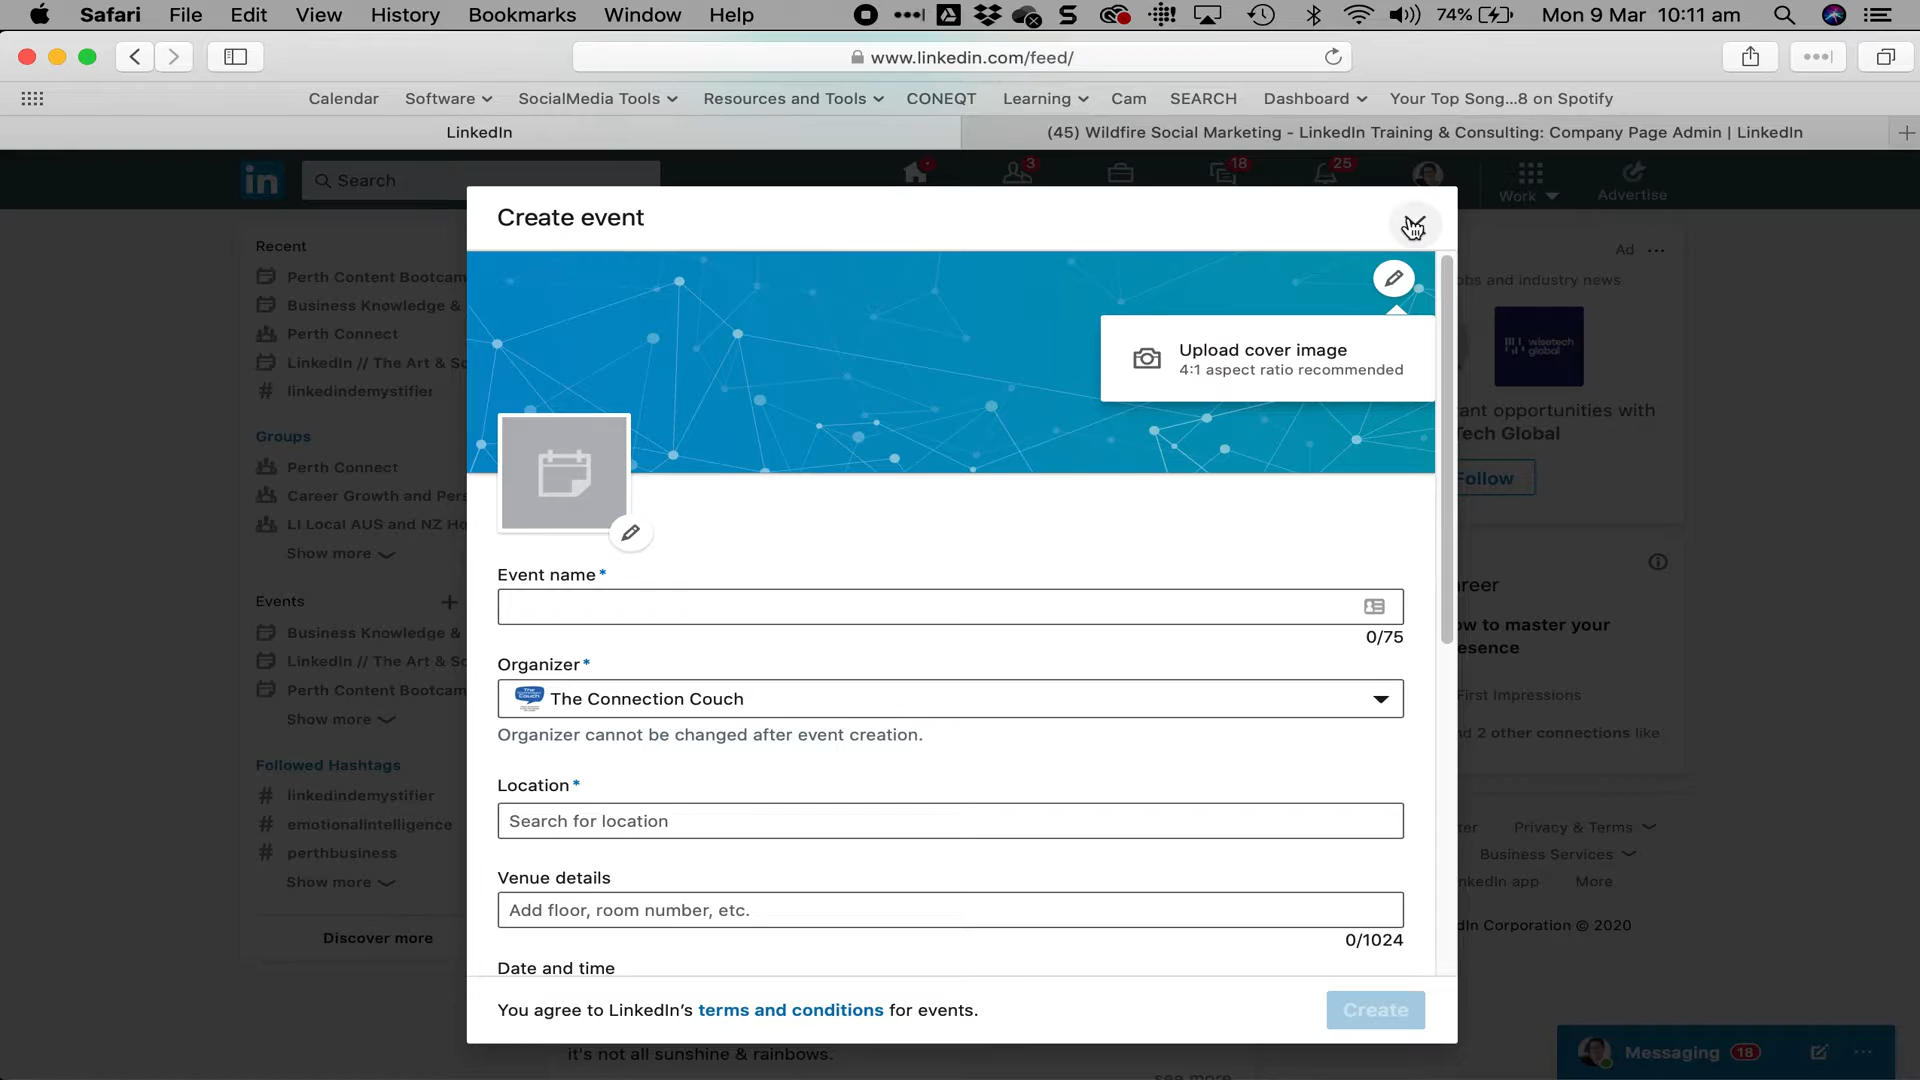 Safari File Edit View History Bookmarks Window Help 74% Mon 9 Mar 10:11 am
www.linkedin.com/feed/
Calendar Software SocialMedia Tools Resources and Tools CONEQT Learning Cam SEARCH Dashboard Your Top Song...8 on Spotify
LinkedIn (45) Wildfire Social Marketing - LinkedIn Training & Consulting: Company Page Admin | LinkedIn
in Search 3 18 25 Work Advertise
Create event
Recent
Perth Content Bootcam
Business Knowledge &
Perth Connect
LinkedIn // The Art & Sc
# linkedindemystifier
Groups
Perth Connect
Career Growth and Pers
LI Local AUS and NZ Ho
Show more
Events
Business Knowledge &
LinkedIn // The Art & Sc
Perth Content Bootcam
Show more
Followed Hashtags
# linkedindemystifier
# emotionalintelligence
# perthbusiness
Show more
Discover more
Upload cover image
4:1 aspect ratio recommended
Event name*
0/75
Organizer*
The Connection Couch
Organizer cannot be changed after event creation.
Location*
Search for location
Venue details
Add floor, room number, etc.
0/1024
Date and time
You agree to LinkedIn's terms and conditions for events.
Create
it's not all sunshine & rainbows.
Ad ...
obs and industry news
wisetech
global
ant opportunities with
Tech Global
Follow
areer
ow to master your
esence
First Impressions
nd 2 other connections like
ter Privacy & Terms
Business Services
nkedIn app More
dIn Corporation © 2020
Messaging 18